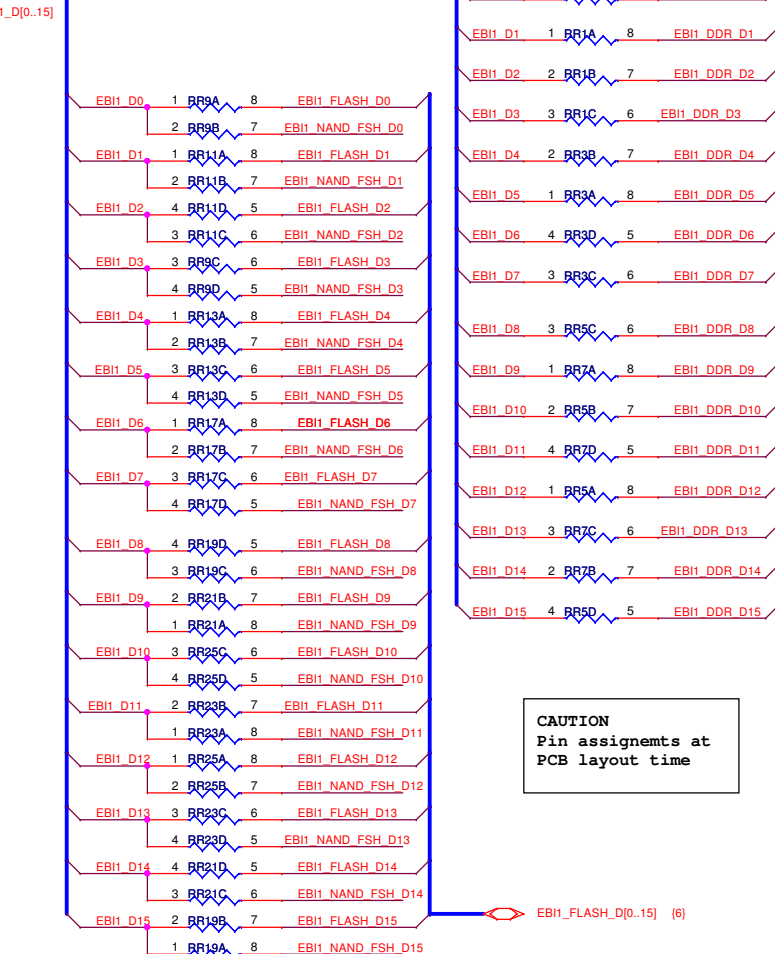 1_D[0..15]
EBI1_D0 1 RR9A 8 EBI1_FLASH_D0
2 RR9B 7 EBI1_NAND_FSH_D0
EBI1_D1 1 RR11A 8 EBI1_FLASH_D1
2 RR11B 7 EBI1_NAND_FSH_D1
EBI1_D2 4 RR11D 5 EBI1_FLASH_D2
3 RR11C 6 EBI1_NAND_FSH_D2
EBI1_D3 3 RR9C 6 EBI1_FLASH_D3
4 RR9D 5 EBI1_NAND_FSH_D3
EBI1_D4 1 RR13A 8 EBI1_FLASH_D4
2 RR13B 7 EBI1_NAND_FSH_D4
EBI1_D5 3 RR13C 6 EBI1_FLASH_D5
4 RR13D 5 EBI1_NAND_FSH_D5
EBI1_D6 1 RR17A 8 EBI1_FLASH_D6
2 RR17B 7 EBI1_NAND_FSH_D6
EBI1_D7 3 RR17C 6 EBI1_FLASH_D7
4 RR17D 5 EBI1_NAND_FSH_D7
EBI1_D8 4 RR19D 5 EBI1_FLASH_D8
3 RR19C 6 EBI1_NAND_FSH_D8
EBI1_D9 2 RR21B 7 EBI1_FLASH_D9
1 RR21A 8 EBI1_NAND_FSH_D9
EBI1_D10 3 RR25C 6 EBI1_FLASH_D10
4 RR25D 5 EBI1_NAND_FSH_D10
EBI1_D11 2 RR23B 7 EBI1_FLASH_D11
1 RR23A 8 EBI1_NAND_FSH_D11
EBI1_D12 1 RR25A 8 EBI1_FLASH_D12
2 RR25B 7 EBI1_NAND_FSH_D12
EBI1_D13 3 RR23C 6 EBI1_FLASH_D13
4 RR23D 5 EBI1_NAND_FSH_D13
EBI1_D14 4 RR21D 5 EBI1_FLASH_D14
3 RR21C 6 EBI1_NAND_FSH_D14
EBI1_D15 2 RR19B 7 EBI1_FLASH_D15
1 RR19A 8 EBI1_NAND_FSH_D15
EBI1_D1 1 RR1A 8 EBI1_DDR_D1
EBI1_D2 2 RR1B 7 EBI1_DDR_D2
EBI1_D3 3 RR1C 6 EBI1_DDR_D3
EBI1_D4 2 RR3B 7 EBI1_DDR_D4
EBI1_D5 1 RR3A 8 EBI1_DDR_D5
EBI1_D6 4 RR3D 5 EBI1_DDR_D6
EBI1_D7 3 RR3C 6 EBI1_DDR_D7
EBI1_D8 3 RR5C 6 EBI1_DDR_D8
EBI1_D9 1 RR7A 8 EBI1_DDR_D9
EBI1_D10 2 RR5B 7 EBI1_DDR_D10
EBI1_D11 4 RR7D 5 EBI1_DDR_D11
EBI1_D12 1 RR5A 8 EBI1_DDR_D12
EBI1_D13 3 RR7C 6 EBI1_DDR_D13
EBI1_D14 2 RR7B 7 EBI1_DDR_D14
EBI1_D15 4 RR5D 5 EBI1_DDR_D15
CAUTION
Pin assignemts at
PCB layout time
EBI1_FLASH_D[0..15] {6}